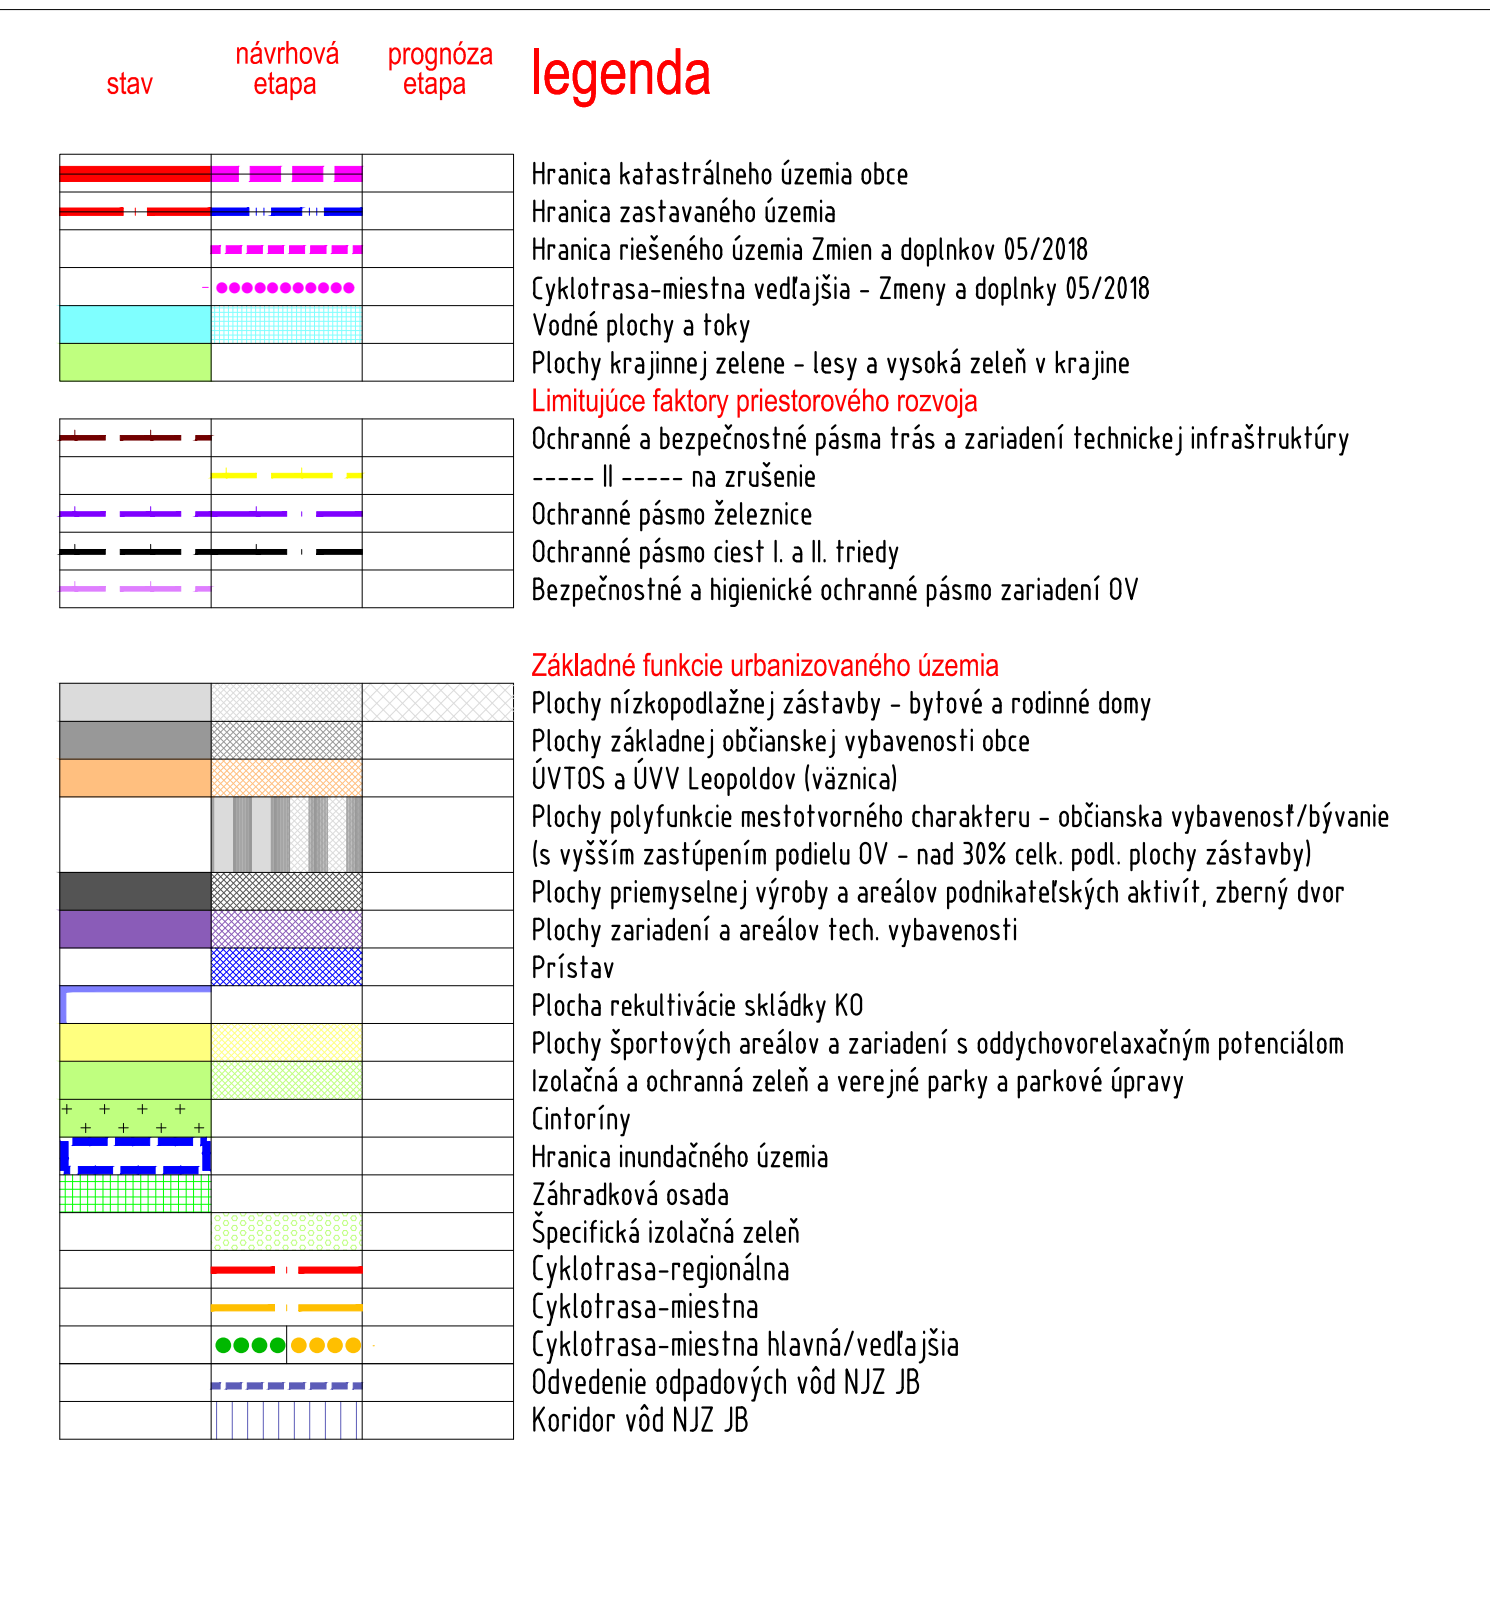 stav
návrhová
etapa
prognóza
etapa
legenda
Hranica katastrálneho územia obce
Hranica zastavaného územia
Hranica riešeného územia Zmien a doplnkov 05/2018
Cyklotrasa-miestna vedľajšia - Zmeny a doplnky 05/2018
Vodné plochy a toky
Plochy krajinnej zelene - lesy a vysoká zeleň v krajine
Limitujúce faktory priestorového rozvoja
Ochranné a bezpečnostné pásma trás a zariadení technickej infraštruktúry
----- II ----- na zrušenie
Ochranné pásmo železnice
Ochranné pásmo ciest I. a II. triedy
Bezpečnostné a higienické ochranné pásmo zariadení OV
Základné funkcie urbanizovaného územia
Plochy nízkopodlažnej zástavby - bytové a rodinné domy
Plochy základnej občianskej vybavenosti obce
ÚVTOS a ÚVV Leopoldov (väznica)
Plochy polyfunkcie mestotvorného charakteru - občianska vybavenosť/bývanie
(s vyšším zastúpením podielu OV - nad 30% celk. podl. plochy zástavby)
Plochy priemyselnej výroby a areálov podnikateľských aktivít, zberný dvor
Plochy zariadení a areálov tech. vybavenosti
Prístav
Plocha rekultivácie skládky KO
Plochy športových areálov a zariadení s oddychovorelaxačným potenciálom
Izolačná a ochranná zeleň a verejné parky a parkové úpravy
Cintoríny
Hranica inundačného územia
Záhradková osada
Špecifická izolačná zeleň
Cyklotrasa-regionálna
Cyklotrasa-miestna
Cyklotrasa-miestna hlavná/vedľajšia
Odvedenie odpadových vôd NJZ JB
Koridor vôd NJZ JB